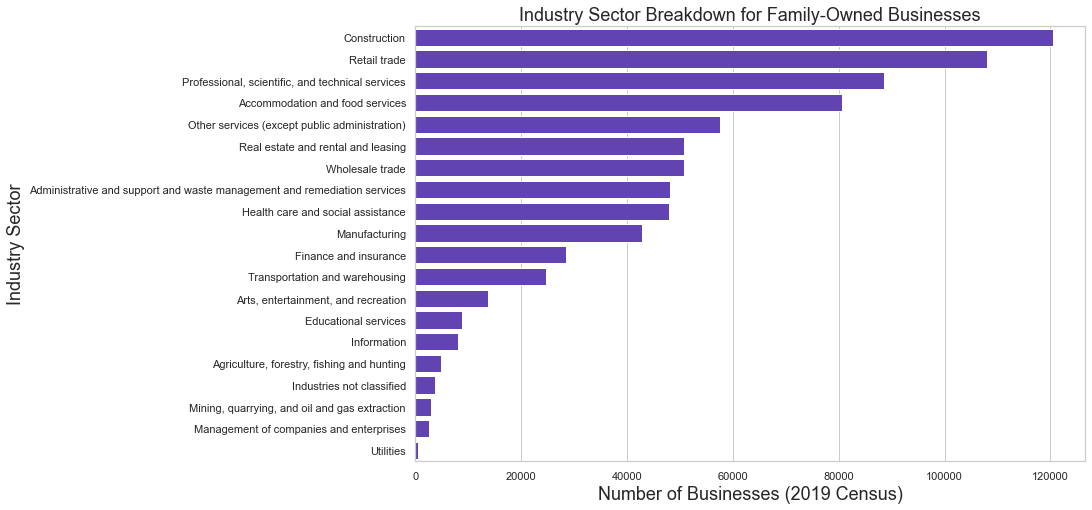 Industry Sector Breakdown for Family-Owned Businesses
Industry Sector
Construction
Retail trade
Professional, scientific, and technical services
Accommodation and food services
Other services (except public administration)
Real estate and rental and leasing
Wholesale trade
Administrative and support and waste management and remediation services
Health care and social assistance
Manufacturing
Finance and insurance
Transportation and warehousing
Arts, entertainment, and recreation
Educational services
Information
Agriculture, forestry, fishing and hunting
Industries not classified
Mining, quarrying, and oil and gas extraction
Management of companies and enterprises
Utilities
0 20000 40000 60000 80000 100000 120000
Number of Businesses (2019 Census)